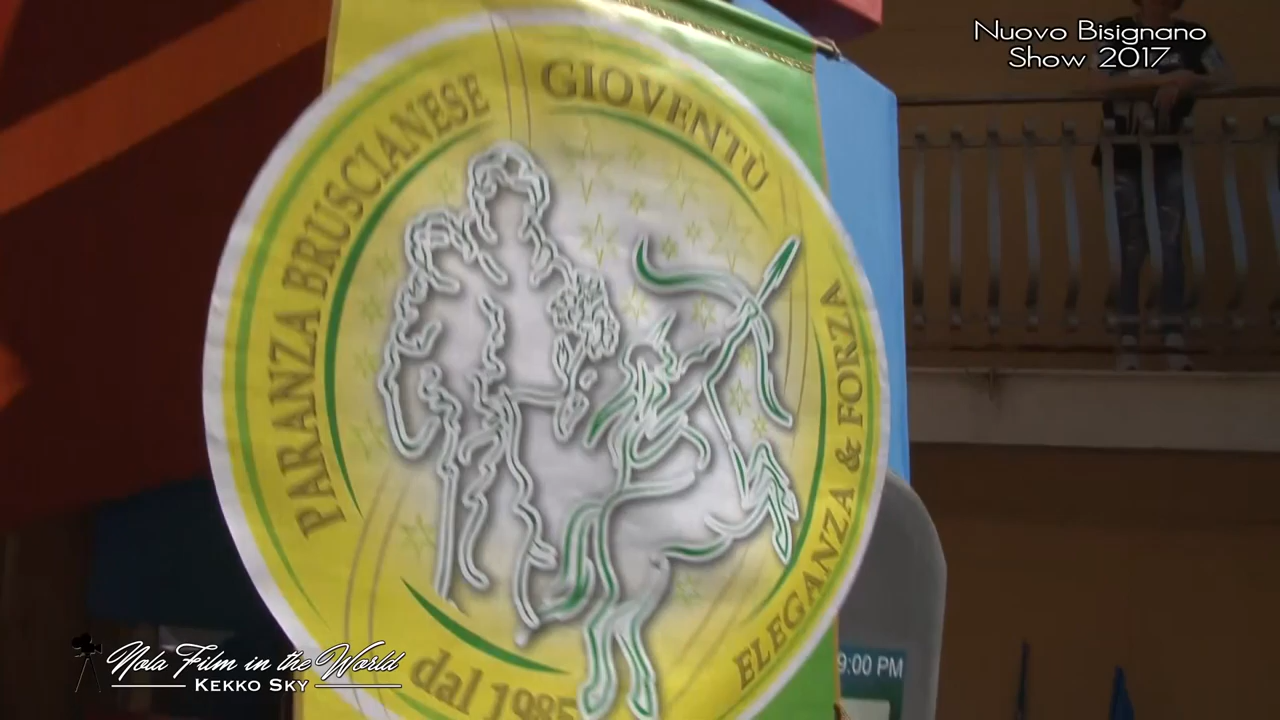 Nuovo Bisignano
Show 2017
PARANZA BRUSCIANESE
GIOVENTÙ
ELEGANZA & FORZA
dal 1985
9:00 PM
Nola Film in the World
KEKKO SKY